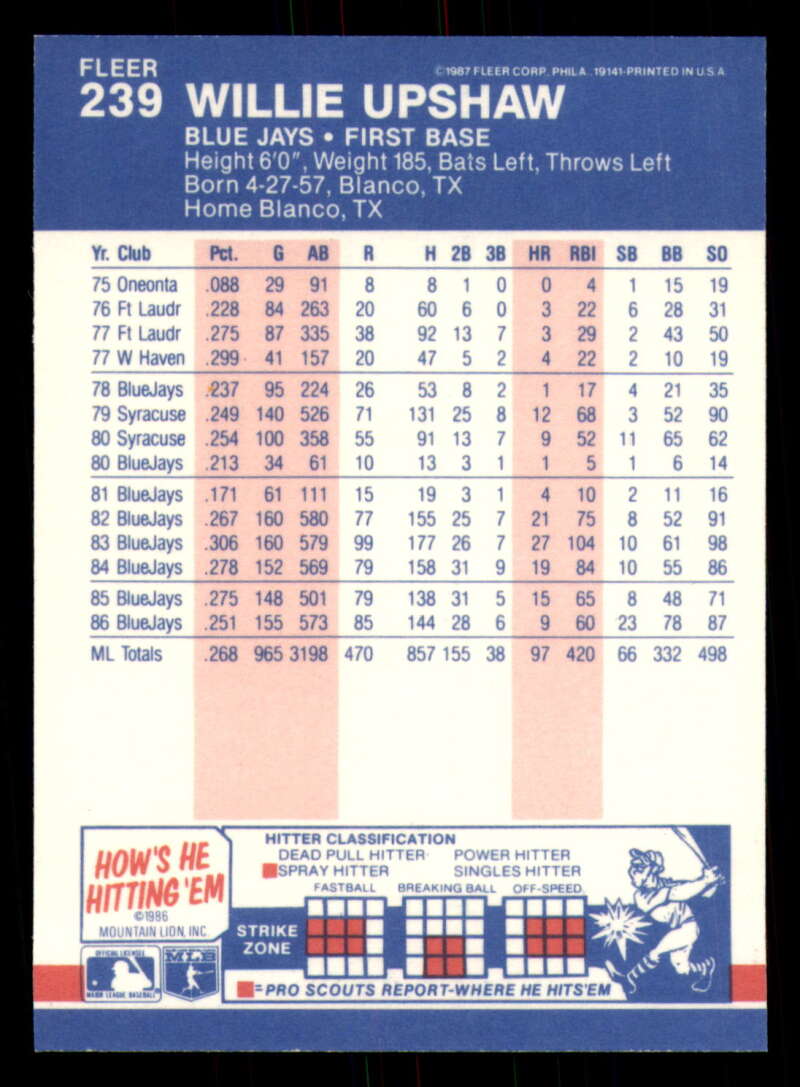 FLEER
©1987 FLEER CORP. PHILA. 19141-PRINTED IN U.S.A.
239 WILLIE UPSHAW
BLUE JAYS • FIRST BASE
Height 6'0", Weight 185, Bats Left, Throws Left
Born 4-27-57, Blanco, TX
Home Blanco, TX
Yr. Club Pct. G AB R H 2B 3B HR RBI SB BB SO
75 Oneonta .088 29 91 8 8 1 0 0 4 1 15 19
76 Ft Laudr .228 84 263 20 60 6 0 3 22 6 28 31
77 Ft Laudr .275 87 335 38 92 13 7 3 29 2 43 50
77 W Haven .299 41 157 20 47 5 2 4 22 2 10 19
78 BlueJays .237 95 224 26 53 8 2 1 17 4 21 35
79 Syracuse .249 140 526 71 131 25 8 12 68 3 52 90
80 Syracuse .254 100 358 55 91 13 7 9 52 11 65 62
80 BlueJays .213 34 61 10 13 3 1 1 5 1 6 14
81 BlueJays .171 61 111 15 19 3 1 4 10 2 11 16
82 BlueJays .267 160 580 77 155 25 7 21 75 8 52 91
83 BlueJays .306 160 579 99 177 26 7 27 104 10 61 98
84 BlueJays .278 152 569 79 158 31 9 19 84 10 55 86
85 BlueJays .275 148 501 79 138 31 5 15 65 8 48 71
86 BlueJays .251 155 573 85 144 28 6 9 60 23 78 87
ML Totals .268 965 3198 470 857 155 38 97 420 66 332 498
HOW'S HE
HITTING 'EM
©1986
MOUNTAIN LION, INC.
OFFICIAL LICENSEE
MAJOR LEAGUE BASEBALL
MLB
HITTER CLASSIFICATION
DEAD PULL HITTER POWER HITTER
SPRAY HITTER SINGLES HITTER
FASTBALL BREAKING BALL OFF-SPEED
STRIKE
ZONE
=PRO SCOUTS REPORT-WHERE HE HITS'EM